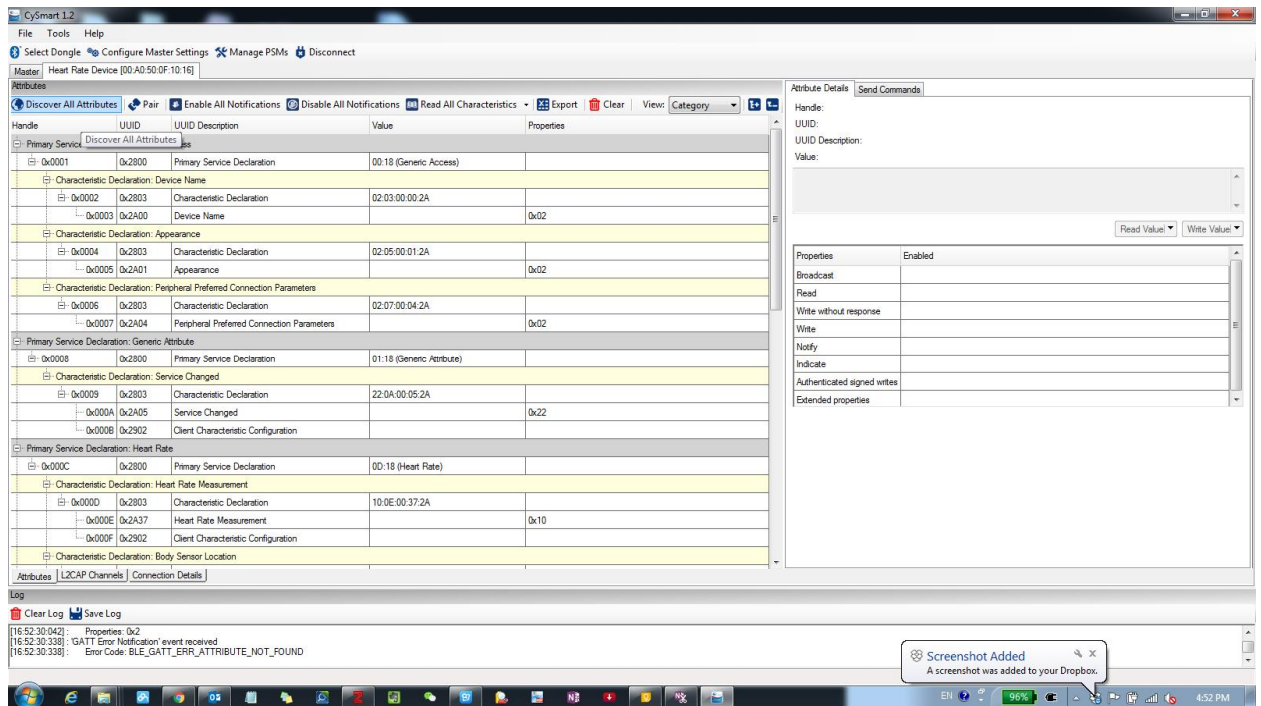 CySmart 1.2
File Tools Help
Select Dongle Configure Master Settings Manage PSMs Disconnect
Master Heart Rate Device [00:A0:50:0F:10:16]
Attributes
Discover All Attributes Pair Enable All Notifications Disable All Notifications Read All Characteristics Export Clear View: Category
Handle UUID UUID Description Value Properties
Primary Service ess
Discover All Attributes
0x0001 0x2800 Primary Service Declaration 00:18 (Generic Access)
Characteristic Declaration: Device Name
0x0002 0x2803 Characteristic Declaration 02:03:00:00:2A
0x0003 0x2A00 Device Name 0x02
Characteristic Declaration: Appearance
0x0004 0x2803 Characteristic Declaration 02:05:00:01:2A
0x0005 0x2A01 Appearance 0x02
Characteristic Declaration: Peripheral Preferred Connection Parameters
0x0006 0x2803 Characteristic Declaration 02:07:00:04:2A
0x0007 0x2A04 Peripheral Preferred Connection Parameters 0x02
Primary Service Declaration: Generic Attribute
0x0008 0x2800 Primary Service Declaration 01:18 (Generic Attribute)
Characteristic Declaration: Service Changed
0x0009 0x2803 Characteristic Declaration 22:0A:00:05:2A
0x000A 0x2A05 Service Changed 0x22
0x000B 0x2902 Client Characteristic Configuration
Primary Service Declaration: Heart Rate
0x000C 0x2800 Primary Service Declaration 0D:18 (Heart Rate)
Characteristic Declaration: Heart Rate Measurement
0x000D 0x2803 Characteristic Declaration 10:0E:00:37:2A
0x000E 0x2A37 Heart Rate Measurement 0x10
0x000F 0x2902 Client Characteristic Configuration
Characteristic Declaration: Body Sensor Location
Attributes L2CAP Channels Connection Details
Attribute Details Send Commands
Handle:
UUID:
UUID Description:
Value:
Read Value Write Value
Properties Enabled
Broadcast
Read
Write without response
Write
Notify
Indicate
Authenticated signed writes
Extended properties
Log
Clear Log Save Log
[16:52:30:042] : Properties: 0x2
[16:52:30:338] : 'GATT Error Notification' event received
[16:52:30:338] : Error Code: BLE_GATT_ERR_ATTRIBUTE_NOT_FOUND
Screenshot Added
A screenshot was added to your Dropbox.
EN 96% 4:52 PM